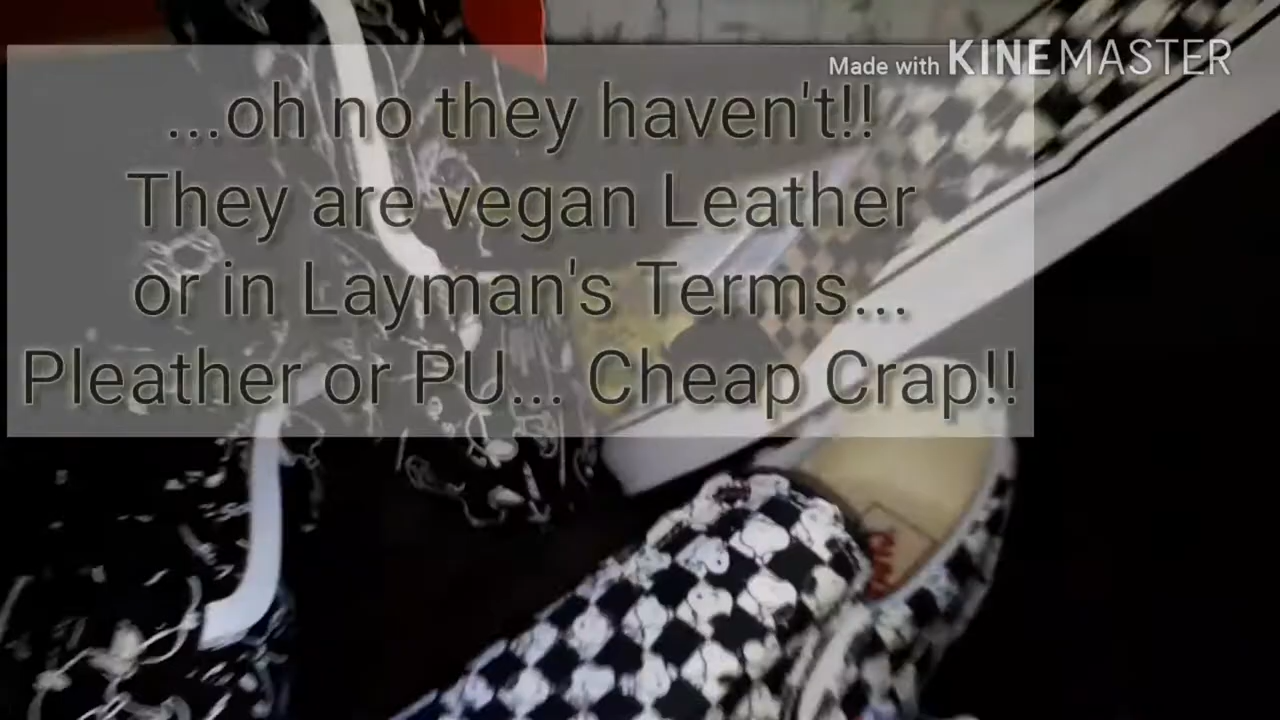 Made with KINEMASTER
...oh no they haven't!!
They are vegan Leather
or in Layman's Terms...
Pleather or PU... Cheap Crap!!